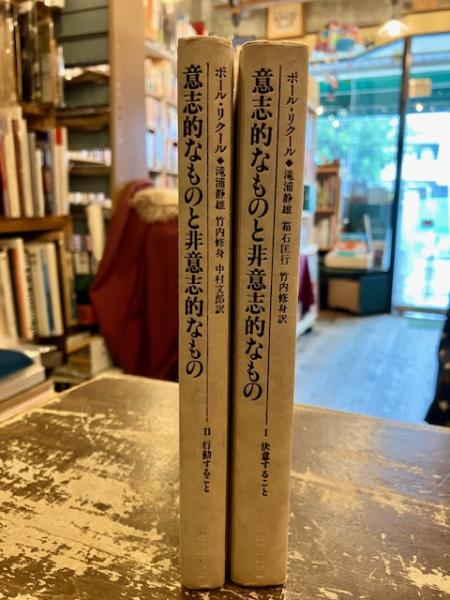 ポール・リクール◆滝浦静雄 竹内修身 中村文郎訳
意志的なものと非意志的なもの
II 行動すること
ポール・リクール◆滝浦静雄 箱石匡行 竹内修身訳
意志的なものと非意志的なもの
I 決意すること